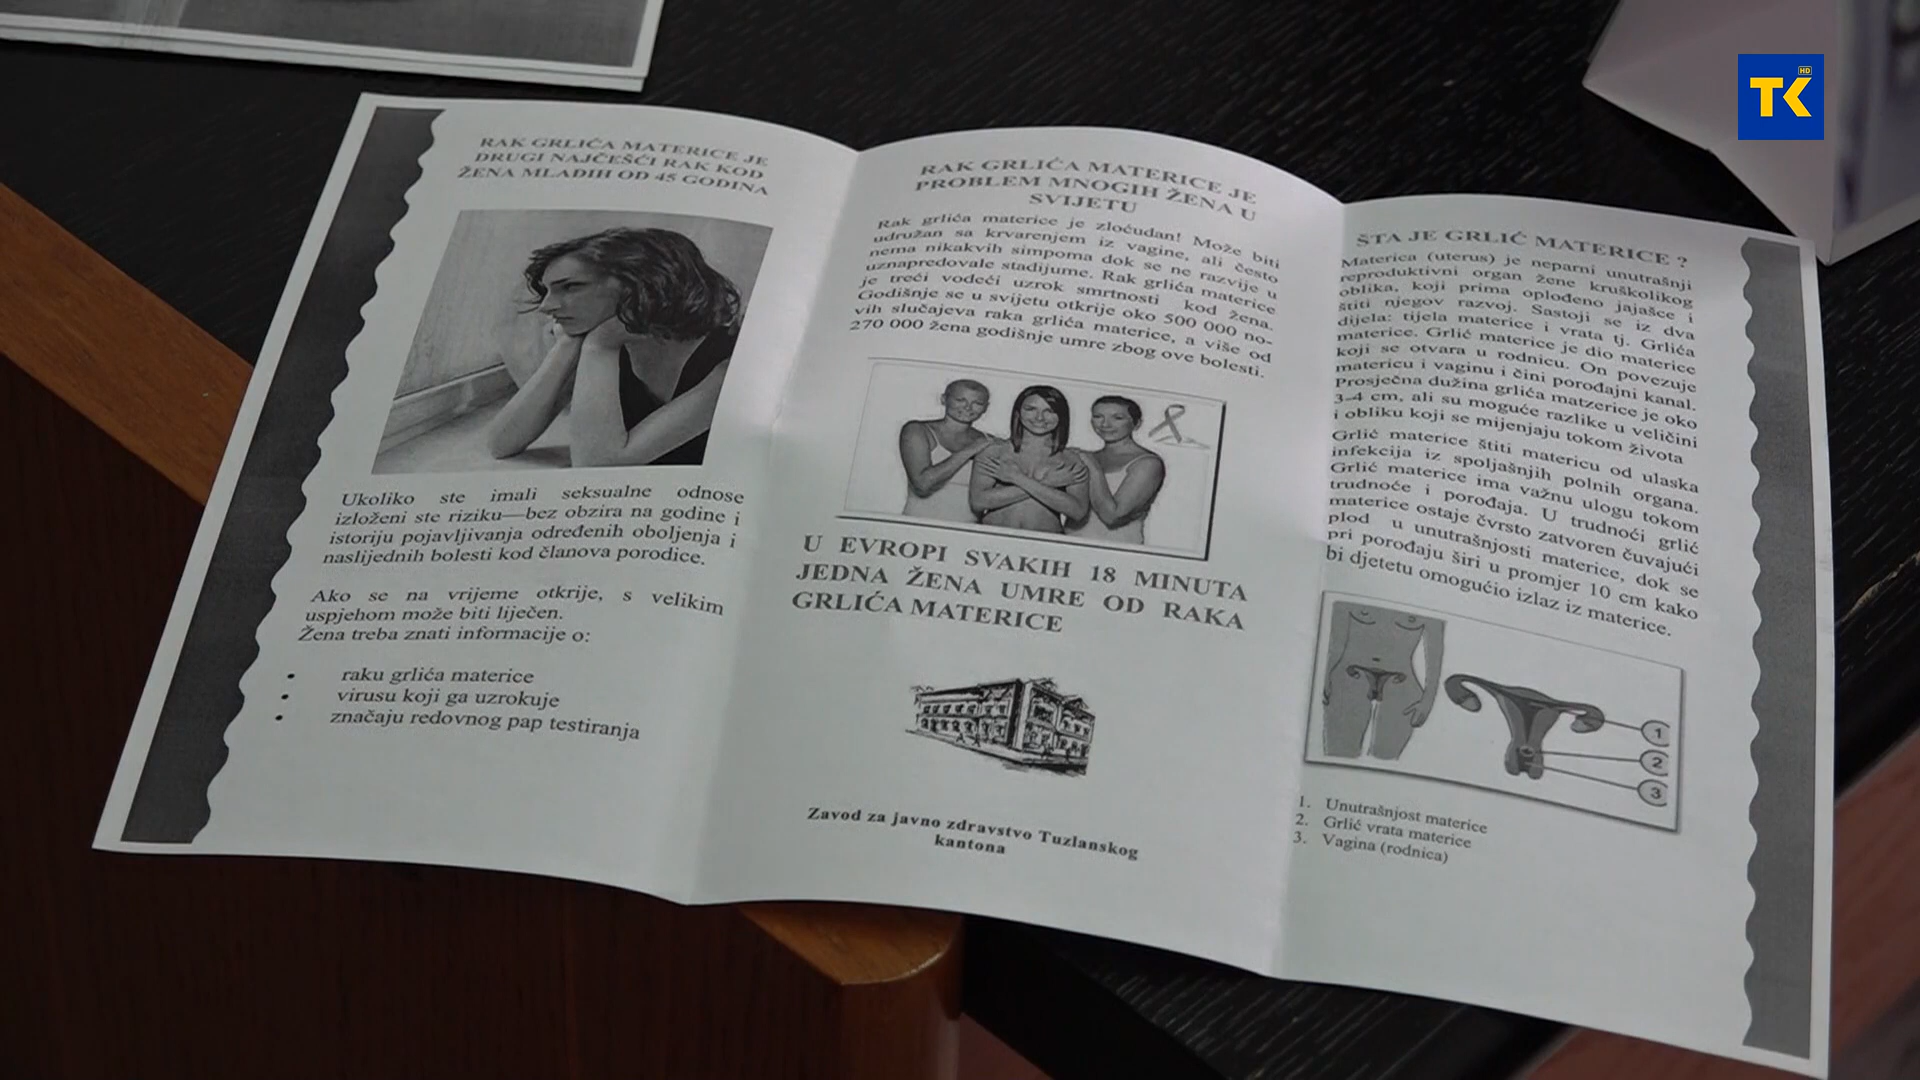 TK HD
RAK GRLIĆA MATERICE JE
DRUGI NAJČEŠĆI RAK KOD
ŽENA MLADIH OD 45 GODINA
Ukoliko ste imali seksualne odnose
izloženi ste riziku—bez obzira na godine i
istoriju pojavljivanja određenih oboljenja i
naslijednih bolesti kod članova porodice.
Ako se na vrijeme otkrije, s velikim
uspjehom može biti liječen.
Žena treba znati informacije o:
• raku grlića materice
• virusu koji ga uzrokuje
• značaju redovnog pap testiranja
RAK GRLIĆA MATERICE JE
PROBLEM MNOGIH ŽENA U
SVIJETU
Rak grlića materice je zloćudan! Može biti
udružan sa krvarenjem iz vagine, ali često
nema nikakvih simpoma dok se ne razvije u
uznapredovale stadijume. Rak grlića materice
je treći vodeći uzrok smrtnosti kod žena.
Godišnje se u svijetu otkrije oko 500 000 no-
vih slučajeva raka grlića materice, a više od
270 000 žena godišnje umre zbog ove bolesti.
U EVROPI SVAKIH 18 MINUTA
JEDNA ŽENA UMRE OD RAKA
GRLIĆA MATERICE
Zavod za javno zdravstvo Tuzlanskog
kantona
ŠTA JE GRLIĆ MATERICE ?
Materica (uterus) je neparni unutrašnji
reproduktivni organ žene kruškolikog
oblika, koji prima oplođeno jajašce i
štiti njegov razvoj. Sastoji se iz dva
dijela: tijela materice i vrata tj. Grlića
materice. Grlić materice je dio materice
koji se otvara u rodnicu. On povezuje
matericu i vaginu i čini porođajni kanal.
Prosječna dužina grlića matzerice je oko
3-4 cm, ali su moguće razlike u veličini
i obliku koji se mijenjaju tokom života
Grlić materice štiti matericu od ulaska
infekcija iz spoljašnjih polnih organa.
Grlić materice ima važnu ulogu tokom
trudnoće i porođaja. U trudnoći grlić
materice ostaje čvrsto zatvoren čuvajući
plod u unutrašnjosti materice, dok se
pri porođaju širi u promjer 10 cm kako
bi djetetu omogućio izlaz iz materice.
1
2
3
1. Unutrašnjost materice
2. Grlić vrata materice
3. Vagina (rodnica)